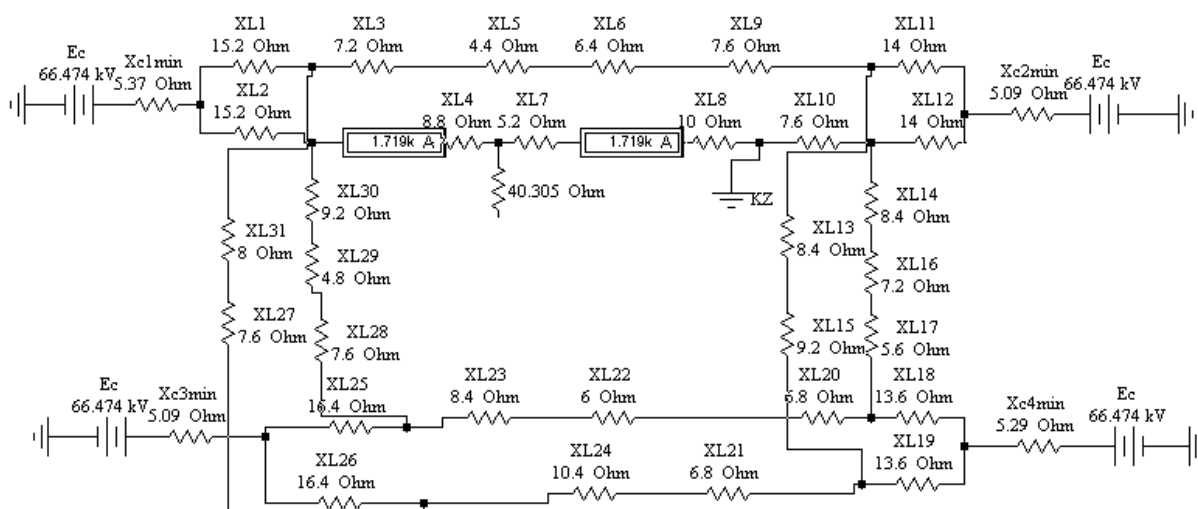 XL1
15.2 Ohm
XL3
7.2 Ohm
XL5
4.4 Ohm
XL6
6.4 Ohm
XL9
7.6 Ohm
XL11
14 Ohm
Ec
66.474 kV
Xc1min
5.37 Ohm
XL2
15.2 Ohm
Xc2min
5.09 Ohm
Ec
66.474 kV
1.719k A
XL4
8.8 Ohm
XL7
5.2 Ohm
1.719k A
XL8
10 Ohm
XL10
7.6 Ohm
XL12
14 Ohm
40.305 Ohm
KZ
XL30
9.2 Ohm
XL14
8.4 Ohm
XL31
8 Ohm
XL13
8.4 Ohm
XL29
4.8 Ohm
XL16
7.2 Ohm
XL27
7.6 Ohm
XL28
7.6 Ohm
XL15
9.2 Ohm
XL17
5.6 Ohm
Ec
66.474 kV
Xc3min
5.09 Ohm
XL25
16.4 Ohm
XL23
8.4 Ohm
XL22
6 Ohm
XL20
6.8 Ohm
XL18
13.6 Ohm
Xc4min
5.29 Ohm
Ec
66.474 kV
XL26
16.4 Ohm
XL24
10.4 Ohm
XL21
6.8 Ohm
XL19
13.6 Ohm